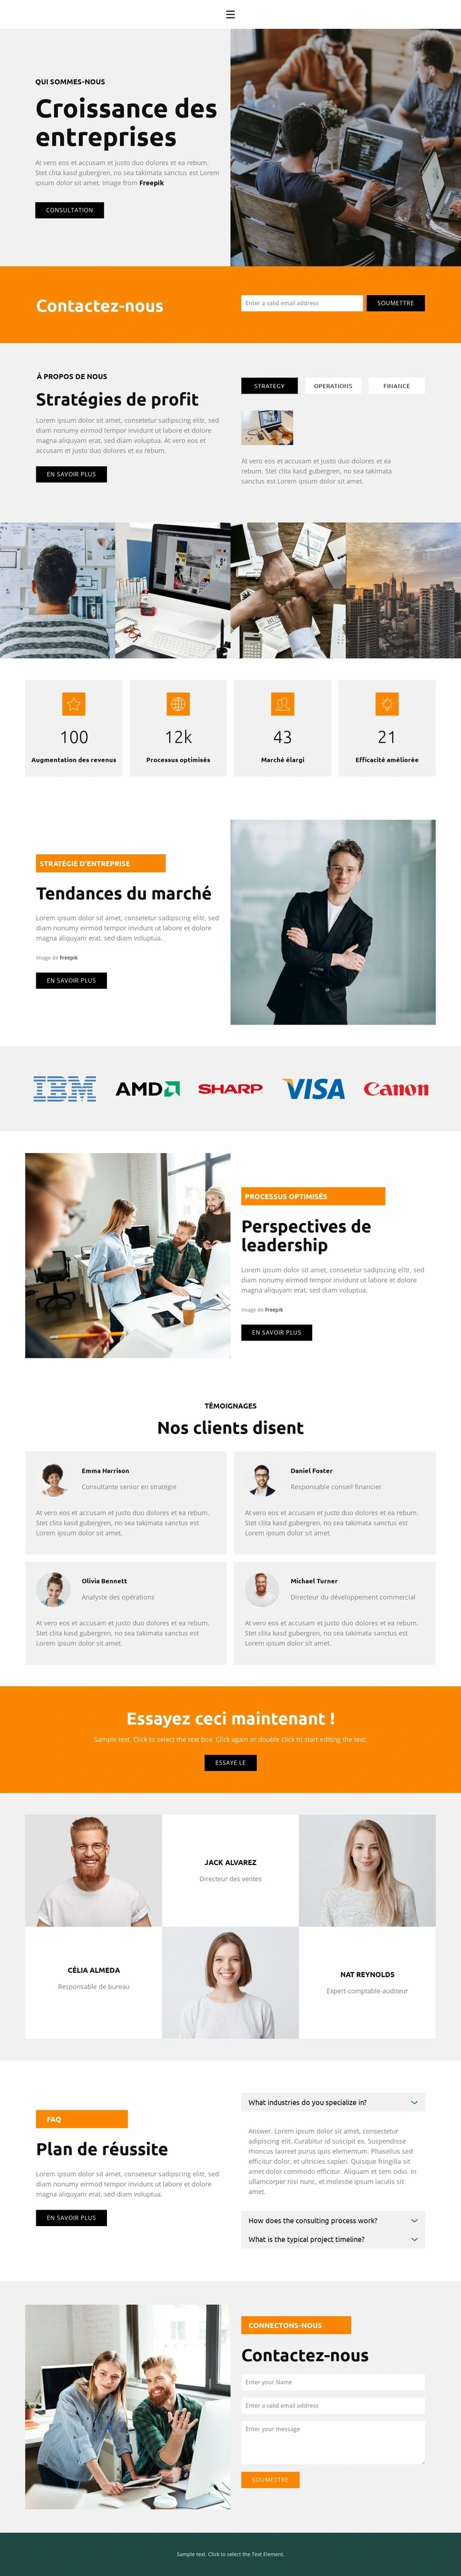 QUI SOMMES-NOUS
Croissance des
entreprises
At vero eos et accusam et justo duo dolores et ea rebum.
Stet clita kasd gubergren, no sea takimata sanctus est Lorem
ipsum dolor sit amet. Image from Freepik
CONSULTATION
Contactez-nous
Enter a valid email address
SOUMETTRE
À PROPOS DE NOUS
Stratégies de profit
Lorem ipsum dolor sit amet, consetetur sadipscing elitr, sed
diam nonumy eirmod tempor invidunt ut labore et dolore
magna aliquyam erat, sed diam voluptua. At vero eos et
accusam et justo duo dolores et ea rebum.
EN SAVOIR PLUS
STRATEGY
OPERATIONS
FINANCE
At vero eos et accusam et justo duo dolores et ea
rebum. Stet clita kasd gubergren, no sea takimata
sanctus est Lorem ipsum dolor sit amet.
100
Augmentation des revenus
12k
Processus optimisés
43
Marché élargi
21
Efficacité améliorée
STRATÉGIE D'ENTREPRISE
Tendances du marché
Lorem ipsum dolor sit amet, consetetur sadipscing elitr, sed
diam nonumy eirmod tempor invidunt ut labore et dolore
magna aliquyam erat, sed diam voluptua.
Image de Freepik
EN SAVOIR PLUS
IBM
AMD
SHARP
VISA
Canon
PROCESSUS OPTIMISÉS
Perspectives de
leadership
Lorem ipsum dolor sit amet, consetetur sadipscing elitr, sed
diam nonumy eirmod tempor invidunt ut labore et dolore
magna aliquyam erat, sed diam voluptua.
Image de Freepik
EN SAVOIR PLUS
TÉMOIGNAGES
Nos clients disent
Emma Harrison
Consultante senior en stratégie
At vero eos et accusam et justo duo dolores et ea rebum.
Stet clita kasd gubergren, no sea takimata sanctus est
Lorem ipsum dolor sit amet.
Daniel Foster
Responsable conseil financier
At vero eos et accusam et justo duo dolores et ea rebum.
Stet clita kasd gubergren, no sea takimata sanctus est
Lorem ipsum dolor sit amet.
Olivia Bennett
Analyste des opérations
At vero eos et accusam et justo duo dolores et ea rebum.
Stet clita kasd gubergren, no sea takimata sanctus est
Lorem ipsum dolor sit amet.
Michael Turner
Directeur du développement commercial
At vero eos et accusam et justo duo dolores et ea rebum.
Stet clita kasd gubergren, no sea takimata sanctus est
Lorem ipsum dolor sit amet.
Essayez ceci maintenant !
Sample text. Click to select the text box. Click again or double click to start editing the text.
ESSAYE LE
JACK ALVAREZ
Directeur des ventes
CÉLIA ALMEDA
Responsable de bureau
NAT REYNOLDS
Expert-comptable-auditeur
FAQ
Plan de réussite
Lorem ipsum dolor sit amet, consetetur sadipscing elitr, sed
diam nonumy eirmod tempor invidunt ut labore et dolore
magna aliquyam erat, sed diam voluptua.
EN SAVOIR PLUS
What industries do you specialize in?
Answer. Lorem ipsum dolor sit amet, consectetur
adipiscing elit. Curabitur id suscipit ex. Suspendisse
rhoncus laoreet purus quis elementum. Phasellus sed
efficitur dolor, et ultricies sapien. Quisque fringilla sit
amet dolor commodo efficitur. Aliquam et sem odio. In
ullamcorper nisi nunc, et molestie ipsum iaculis sit
amet.
How does the consulting process work?
What is the typical project timeline?
CONNECTONS-NOUS
Contactez-nous
Enter your Name
Enter a valid email address
Enter your message
SOUMETTRE
Sample text. Click to select the Text Element.